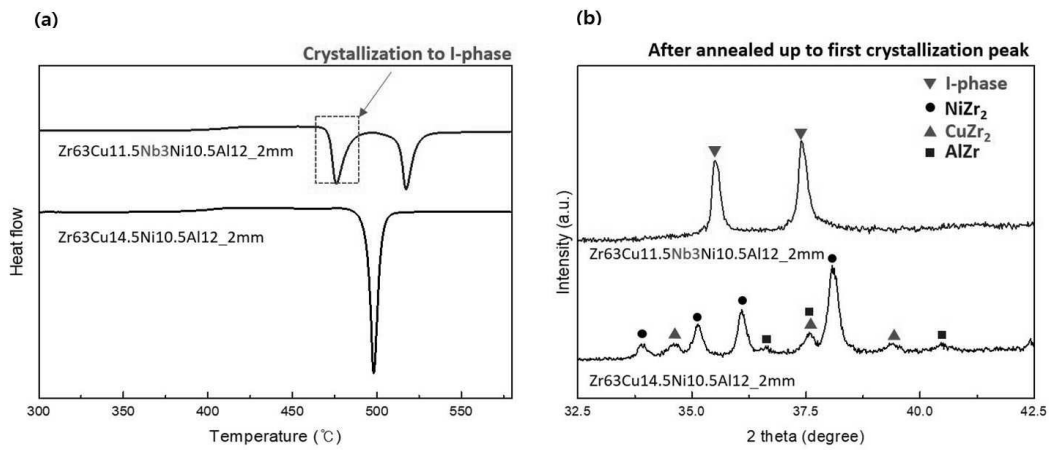 (a)
Crystallization to I-phase
Zr63Cu11.5Nb3Ni10.5Al12_2mm
Zr63Cu14.5Ni10.5Al12_2mm
Heat flow
300 350 400 450 500 550
Temperature (℃)
(b)
After annealed up to first crystallization peak
I-phase
NiZr2
CuZr2
AlZr
Zr63Cu11.5Nb3Ni10.5Al12_2mm
Zr63Cu14.5Ni10.5Al12_2mm
Intensity (a.u.)
32.5 35.0 37.5 40.0 42.5
2 theta (degree)